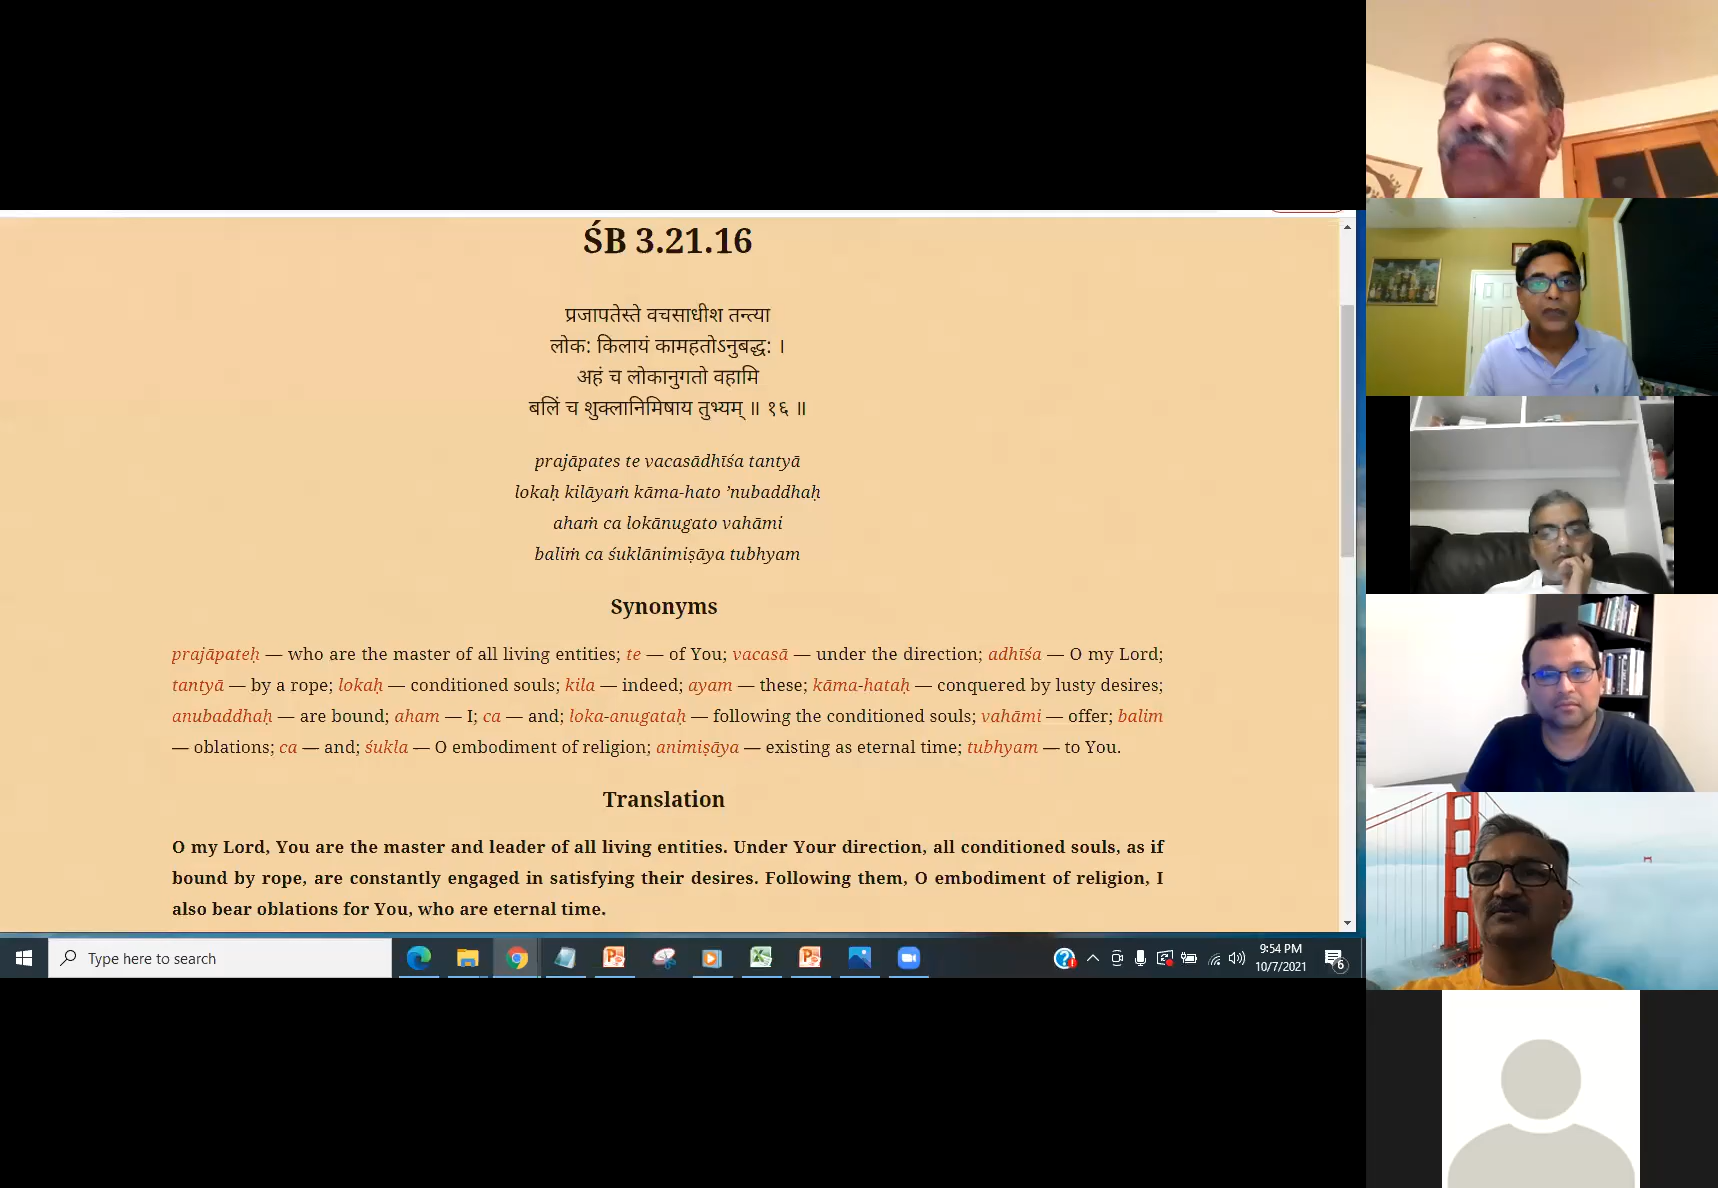 ŚB 3.21.16
प्रजापतेस्ते वचसाधीश तन्त्या
लोक: किलायं कामहतोऽनुबद्ध: ।
अहं च लोकानुगतो वहामि
बलिं च शुक्लानिमिषाय तुभ्यम् ॥ १६ ॥
prajāpates te vacasādhīśa tantyā
lokaḥ kilāyaṁ kāma-hato ’nubaddhaḥ
ahaṁ ca lokānugato vahāmi
baliṁ ca śuklānimiṣāya tubhyam
Synonyms
prajāpateḥ — who are the master of all living entities; te — of You; vacasā — under the direction; adhīśa — O my Lord;
tantyā — by a rope; lokaḥ — conditioned souls; kila — indeed; ayam — these; kāma-hataḥ — conquered by lusty desires;
anubaddhaḥ — are bound; aham — I; ca — and; loka-anugataḥ — following the conditioned souls; vahāmi — offer; balim
— oblations; ca — and; śukla — O embodiment of religion; animiṣāya — existing as eternal time; tubhyam — to You.
Translation
O my Lord, You are the master and leader of all living entities. Under Your direction, all conditioned souls, as if
bound by rope, are constantly engaged in satisfying their desires. Following them, O embodiment of religion, I
also bear oblations for You, who are eternal time.
Type here to search
9:54 PM
10/7/2021
6